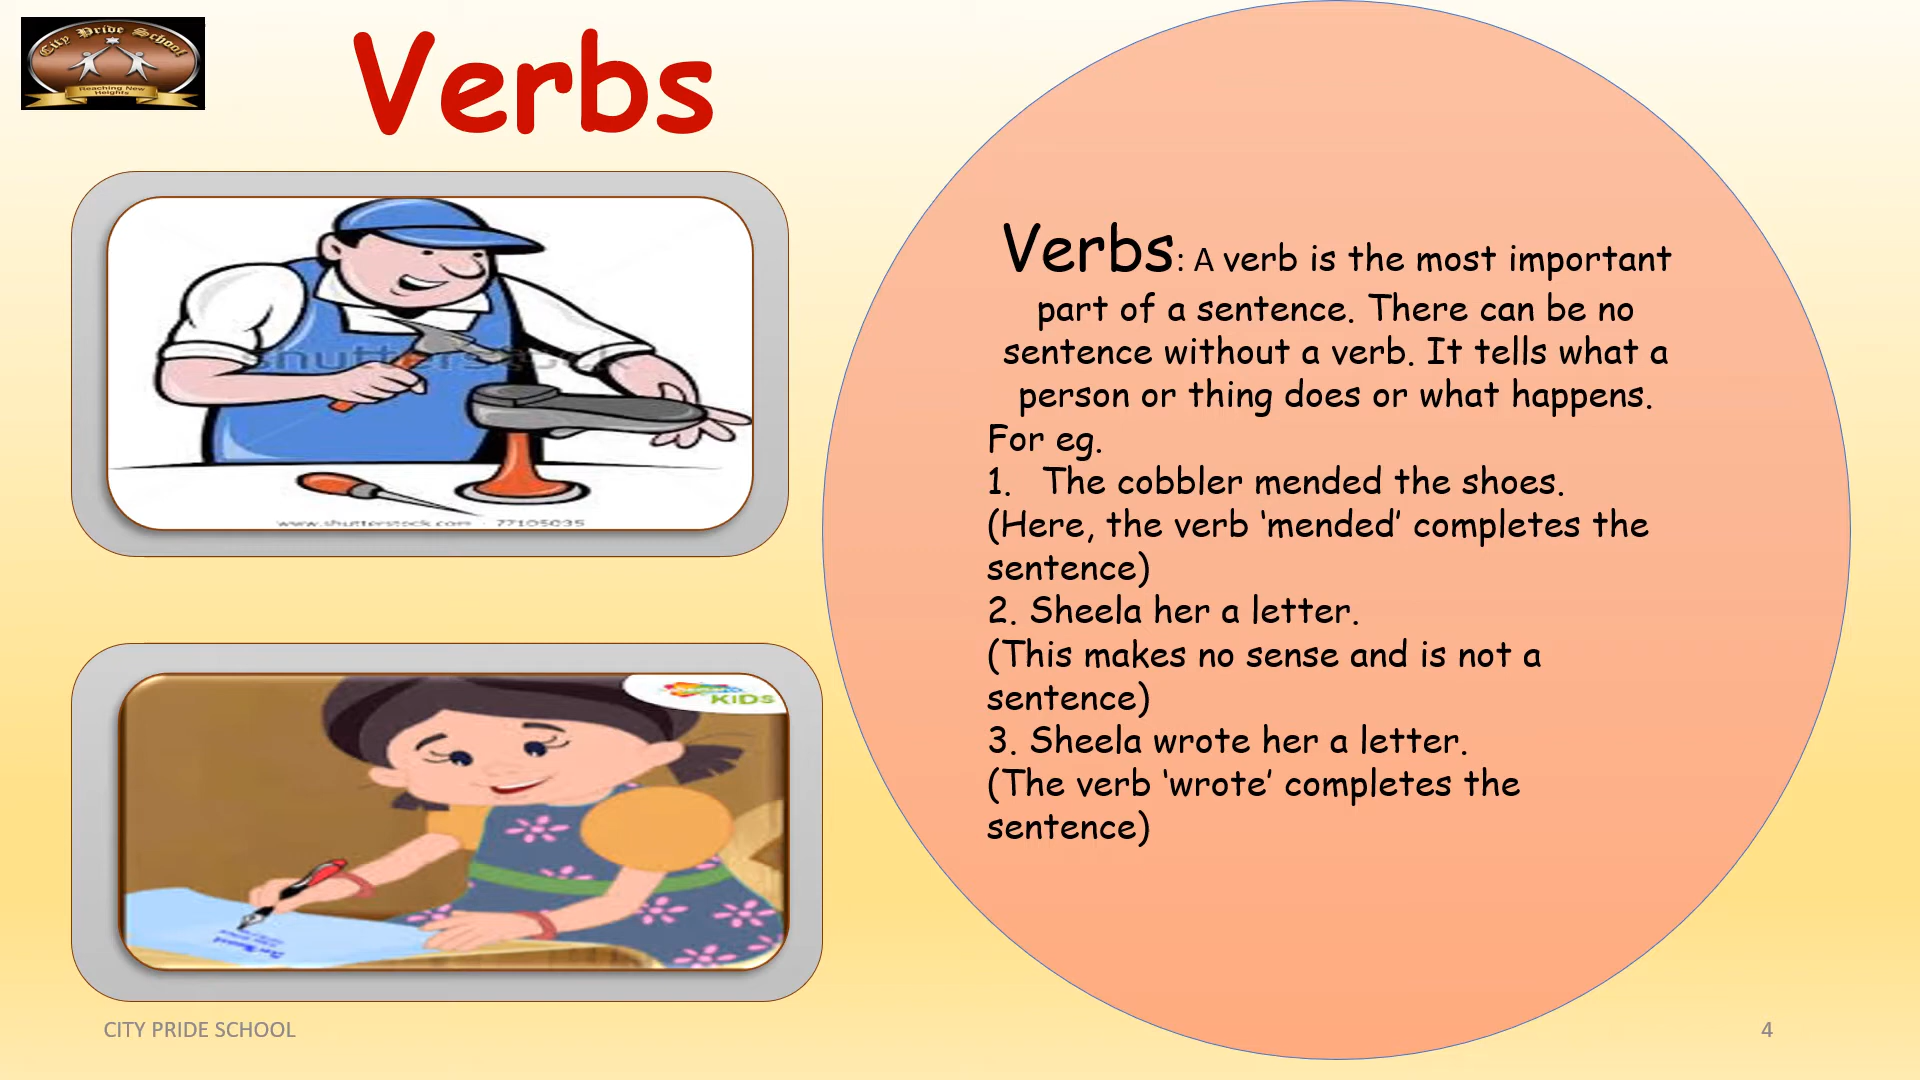 City Pride School
Reaching New
Heights
Verbs
shutterstock
www.shutterstock.com · 77105035
KIDS
Verbs: A verb is the most important
part of a sentence. There can be no
sentence without a verb. It tells what a
person or thing does or what happens.
For eg.
1. The cobbler mended the shoes.
(Here, the verb ‘mended’ completes the
sentence)
2. Sheela her a letter.
(This makes no sense and is not a
sentence)
3. Sheela wrote her a letter.
(The verb ‘wrote’ completes the
sentence)
CITY PRIDE SCHOOL
4